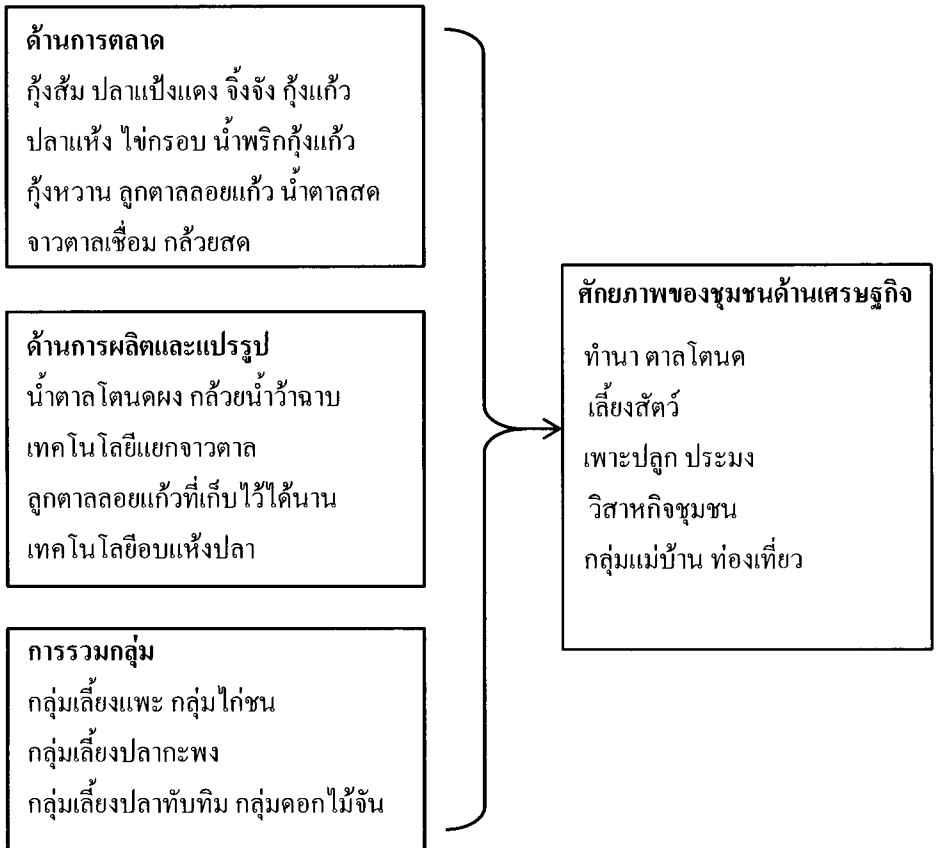 ด้านการตลาด
กุ้งส้ม ปลาแป้งแดง จิ้งจัง กุ้งแก้ว
ปลาแห้ง ไข่กรอบ น้ำพริกกุ้งแก้ว
กุ้งหวาน ลูกตาลลอยแก้ว น้ำตาลสด
จาวตาลเชื่อม กล้วยสด
ด้านการผลิตและแปรรูป
น้ำตาลโตนดผง กล้วยน้ำว้าฉาบ
เทคโนโลยีแยกจาวตาล
ลูกตาลลอยแก้วที่เก็บไว้ได้นาน
เทคโนโลยีอบแห้งปลา
การรวมกลุ่ม
กลุ่มเลี้ยงแพะ กลุ่มไก่ชน
กลุ่มเลี้ยงปลากะพง
กลุ่มเลี้ยงปลาทับทิม กลุ่มดอกไม้จัน
ศักยภาพของชุมชนด้านเศรษฐกิจ
ทำนา ตาลโตนด
เลี้ยงสัตว์
เพาะปลูก ประมง
วิสาหกิจชุมชน
กลุ่มแม่บ้าน ท่องเที่ยว